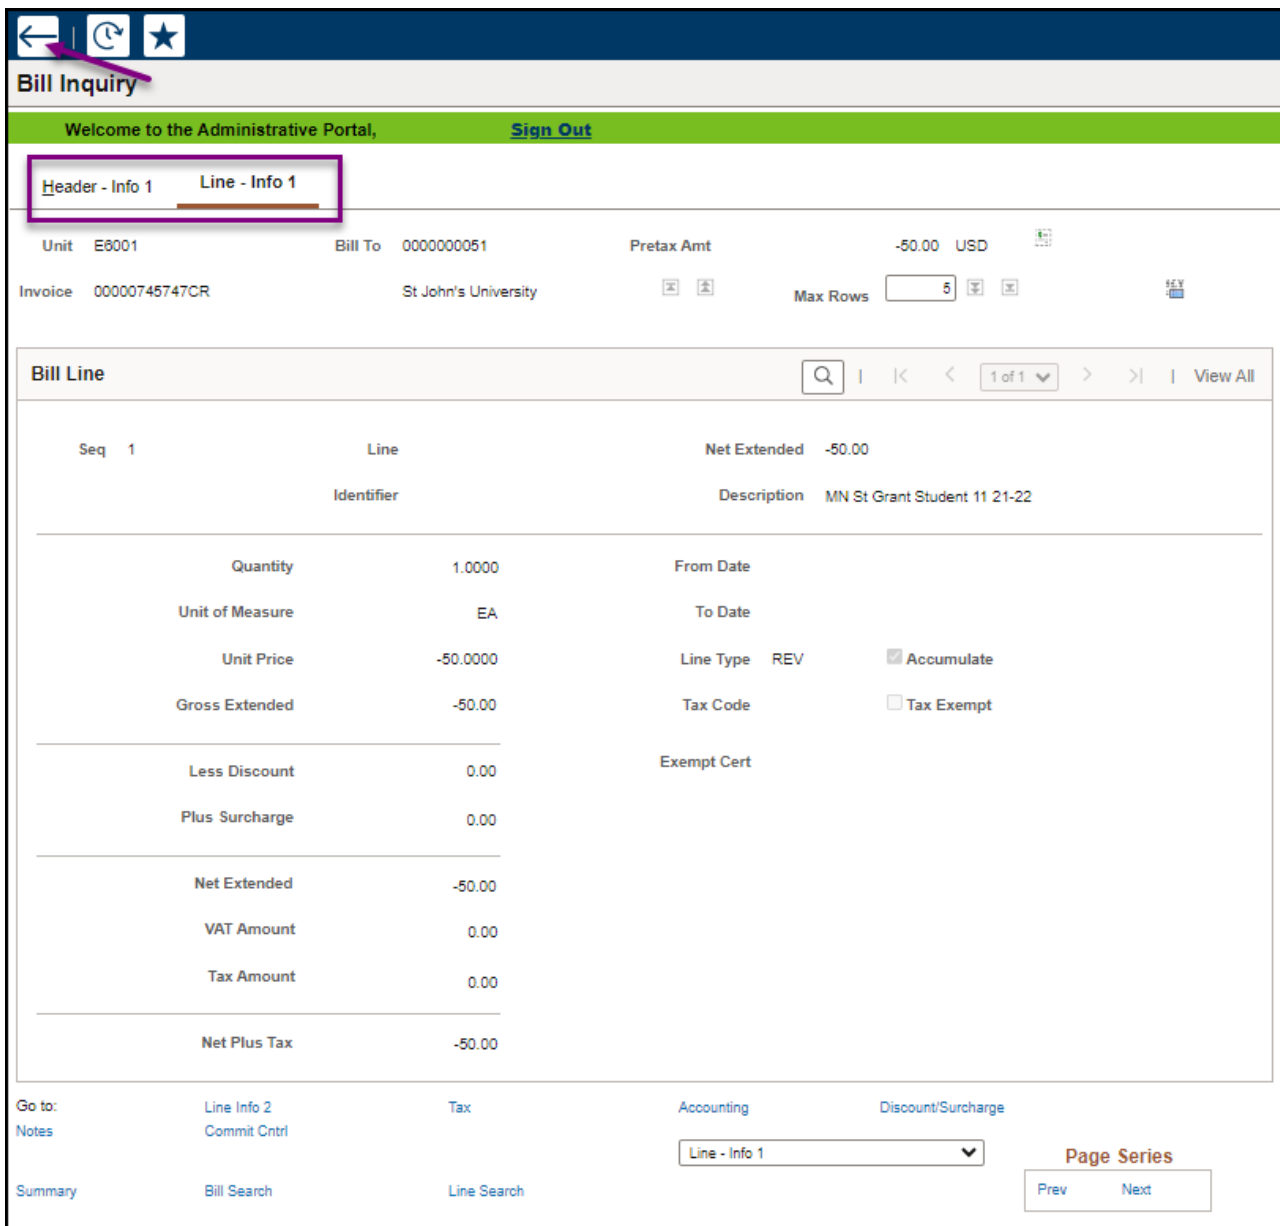 Bill Inquiry
Welcome to the Administrative Portal, Sign Out
Header - Info 1 Line - Info 1
Unit E6001 Bill To 0000000051 Pretax Amt -50.00 USD
Invoice 00000745747CR St John's University Max Rows 5
Bill Line 1 of 1 View All
Seq 1 Line Net Extended -50.00
Identifier Description MN St Grant Student 11 21-22
Quantity 1.0000 From Date
Unit of Measure EA To Date
Unit Price -50.0000 Line Type REV Accumulate
Gross Extended -50.00 Tax Code Tax Exempt
Exempt Cert
Less Discount 0.00
Plus Surcharge 0.00
Net Extended -50.00
VAT Amount 0.00
Tax Amount 0.00
Net Plus Tax -50.00
Go to: Line Info 2 Tax Accounting Discount/Surcharge
Notes Commit Cntrl
Line - Info 1
Page Series
Summary Bill Search Line Search Prev Next